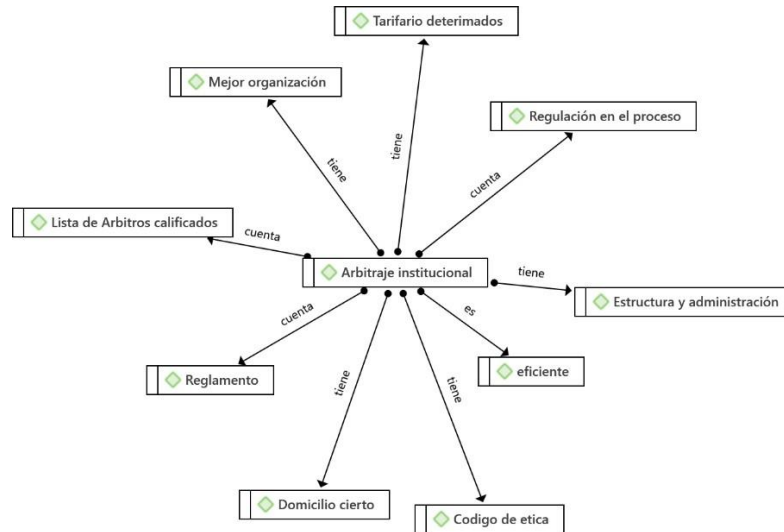 Tarifario deterimados
Mejor organización
Regulación en el proceso
tiene
tiene
cuenta
Lista de Arbitros calificados
cuenta
Arbitraje institucional
tiene
Estructura y administración
cuenta
es
Reglamento
eficiente
tiene
tiene
Domicilio cierto
Codigo de etica